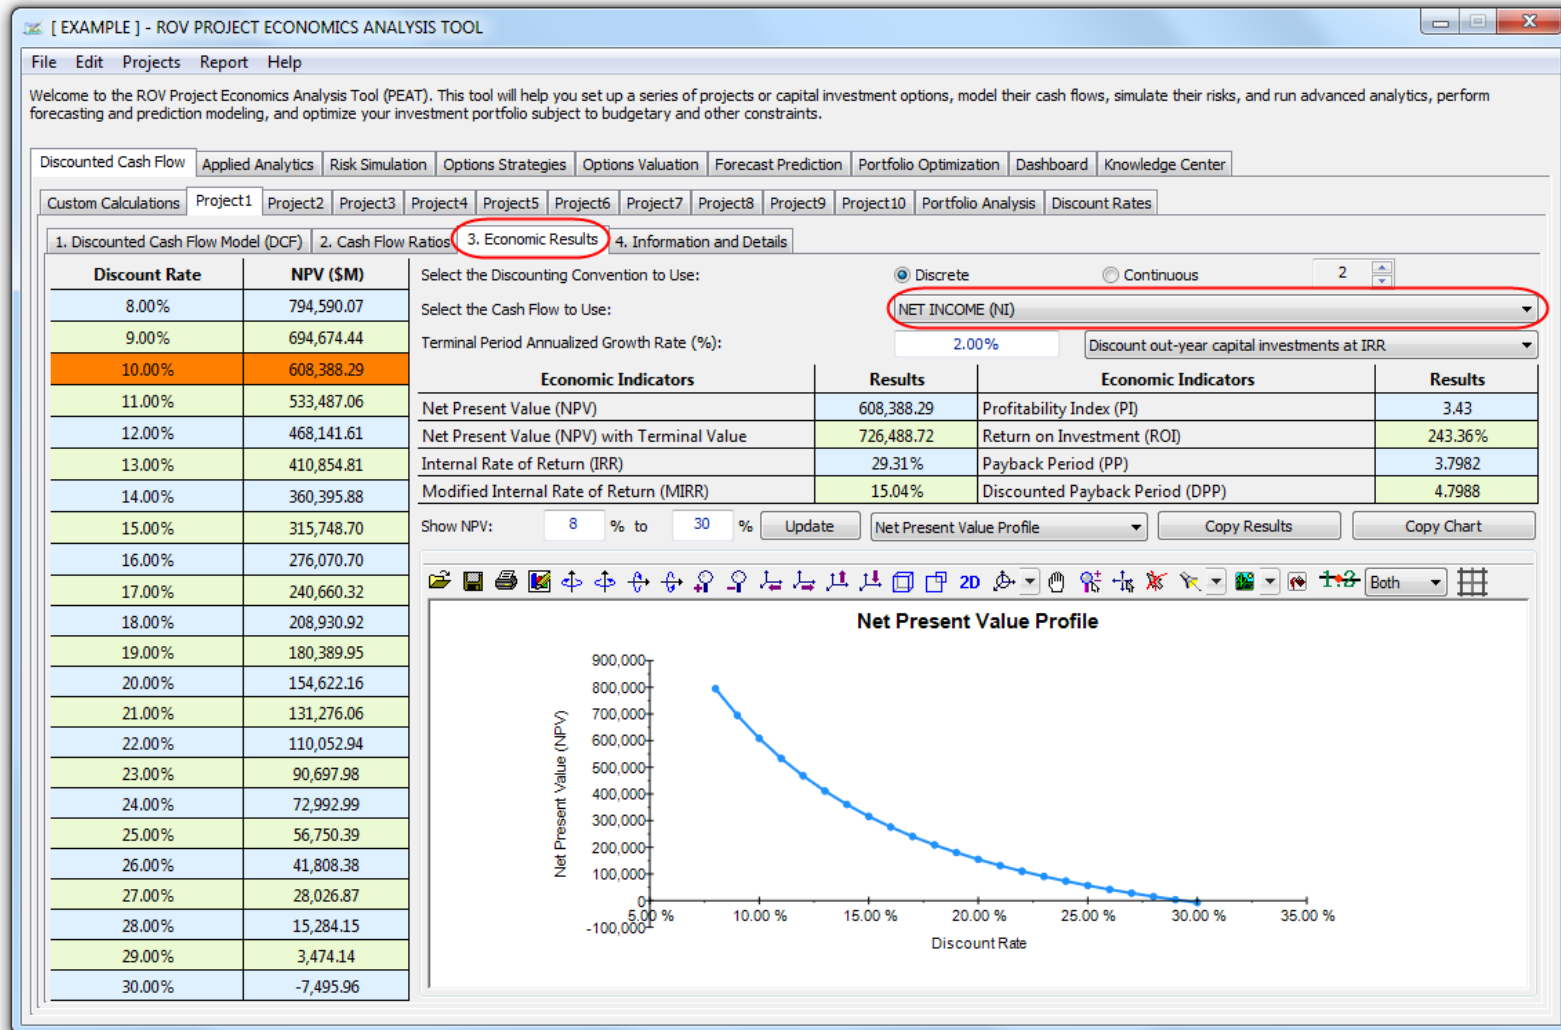 [ EXAMPLE ] - ROV PROJECT ECONOMICS ANALYSIS TOOL
File Edit Projects Report Help
Welcome to the ROV Project Economics Analysis Tool (PEAT). This tool will help you set up a series of projects or capital investment options, model their cash flows, simulate their risks, and run advanced analytics, perform
forecasting and prediction modeling, and optimize your investment portfolio subject to budgetary and other constraints.
Discounted Cash Flow Applied Analytics Risk Simulation Options Strategies Options Valuation Forecast Prediction Portfolio Optimization Dashboard Knowledge Center
Custom Calculations Project1 Project2 Project3 Project4 Project5 Project6 Project7 Project8 Project9 Project10 Portfolio Analysis Discount Rates
1. Discounted Cash Flow Model (DCF) 2. Cash Flow Ratios 3. Economic Results 4. Information and Details
Discount Rate NPV ($M)
8.00% 794,590.07
9.00% 694,674.44
10.00% 608,388.29
11.00% 533,487.06
12.00% 468,141.61
13.00% 410,854.81
14.00% 360,395.88
15.00% 315,748.70
16.00% 276,070.70
17.00% 240,660.32
18.00% 208,930.92
19.00% 180,389.95
20.00% 154,622.16
21.00% 131,276.06
22.00% 110,052.94
23.00% 90,697.98
24.00% 72,992.99
25.00% 56,750.39
26.00% 41,808.38
27.00% 28,026.87
28.00% 15,284.15
29.00% 3,474.14
30.00% -7,495.96
Select the Discounting Convention to Use: Discrete Continuous 2
Select the Cash Flow to Use: NET INCOME (NI)
Terminal Period Annualized Growth Rate (%): 2.00% Discount out-year capital investments at IRR
Economic Indicators Results Economic Indicators Results
Net Present Value (NPV) 608,388.29 Profitability Index (PI) 3.43
Net Present Value (NPV) with Terminal Value 726,488.72 Return on Investment (ROI) 243.36%
Internal Rate of Return (IRR) 29.31% Payback Period (PP) 3.7982
Modified Internal Rate of Return (MIRR) 15.04% Discounted Payback Period (DPP) 4.7988
Show NPV: 8 % to 30 % Update Net Present Value Profile Copy Results Copy Chart
2D Both
Net Present Value Profile
Net Present Value (NPV)
900,000
800,000
700,000
600,000
500,000
400,000
300,000
200,000
100,000
0
-100,000
5.00 % 10.00 % 15.00 % 20.00 % 25.00 % 30.00 % 35.00 %
Discount Rate